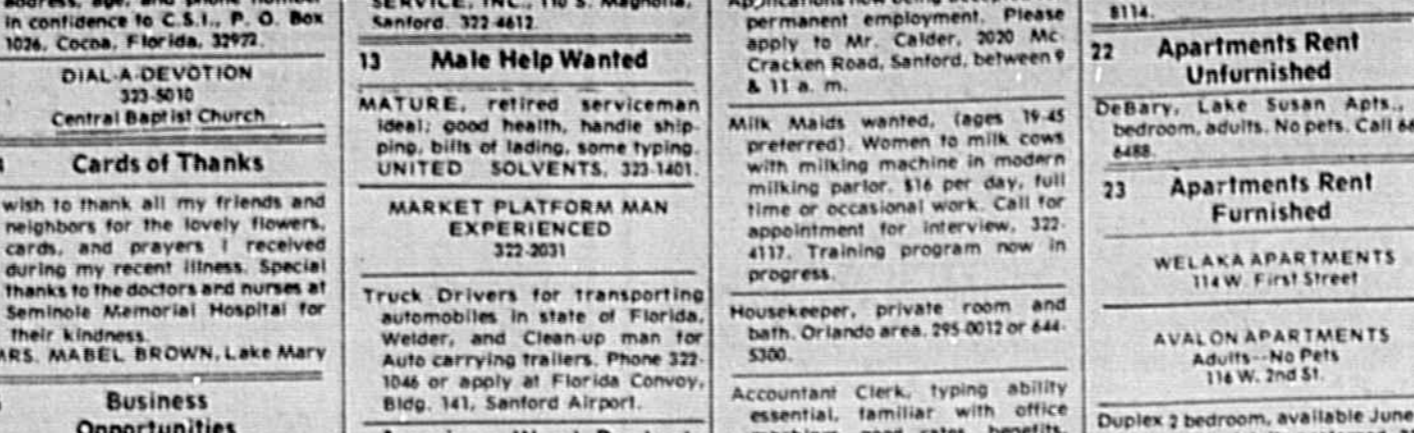 in confidence to C.S.I., P. O. Box
1026, Cocoa, Florida, 32922.
DIAL-A-DEVOTION
323-5010
Central Baptist Church
Cards of Thanks
wish to thank all my friends and
neighbors for the lovely flowers,
cards, and prayers I received
during my recent illness. Special
thanks to the doctors and nurses at
Seminole Memorial Hospital for
their kindness.
MRS. MABEL BROWN, Lake Mary
Business
Opportunities
SERVICE, INC., 110 S. Magnolia,
Sanford. 322-4612.
13 Male Help Wanted
MATURE, retired serviceman
ideal; good health, handle ship-
ping, bills of lading, some typing.
UNITED SOLVENTS, 323-1401.
MARKET PLATFORM MAN
EXPERIENCED
322-2031
Truck Drivers for transporting
automobiles in state of Florida,
Welder, and Clean-up man for
Auto carrying trailers. Phone 322-
1046 or apply at Florida Convoy,
Bldg. 141, Sanford Airport.
permanent employment. Please
apply to Mr. Calder, 2020 Mc-
Cracken Road, Sanford, between 9
& 11 a. m.
Milk Maids wanted, (ages 19-45
preferred). Women to milk cows
with milking machine in modern
milking parlor. $16 per day, full
time or occasional work. Call for
appointment for interview, 322-
4117. Training program now in
progress.
Housekeeper, private room and
bath. Orlando area. 295-0012 or 644-
5300.
Accountant Clerk, typing ability
essential, familiar with office
8114.
22 Apartments Rent
Unfurnished
DeBary, Lake Susan Apts.,
bedroom, adults. No pets. Call 66
6488.
23 Apartments Rent
Furnished
WELAKA APARTMENTS
114 W. First Street
AVALON APARTMENTS
Adults--No Pets
116 W. 2nd St.
Duplex 2 bedroom, available June